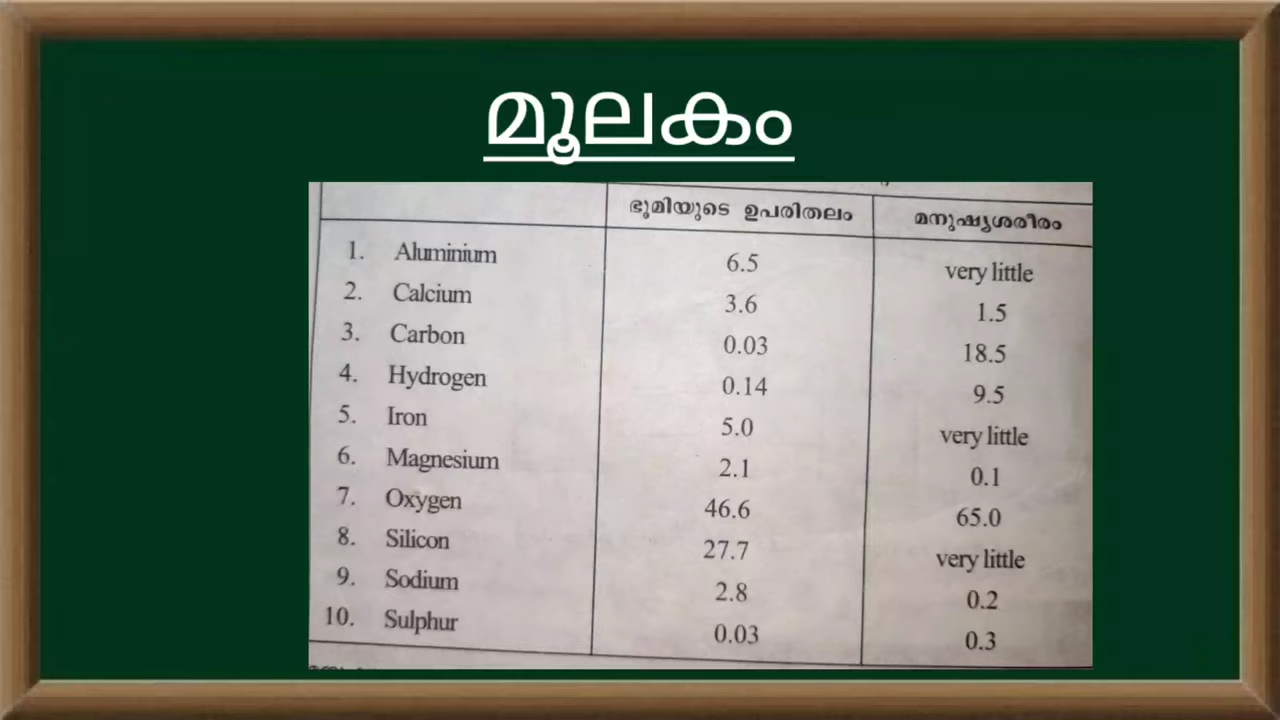 മൂലകം
ഭൂമിയുടെ ഉപരിതലം മനുഷ്യശരീരം
1. Aluminium 6.5 very little
2. Calcium 3.6 1.5
3. Carbon 0.03 18.5
4. Hydrogen 0.14 9.5
5. Iron 5.0 very little
6. Magnesium 2.1 0.1
7. Oxygen 46.6 65.0
8. Silicon 27.7 very little
9. Sodium 2.8 0.2
10. Sulphur 0.03 0.3